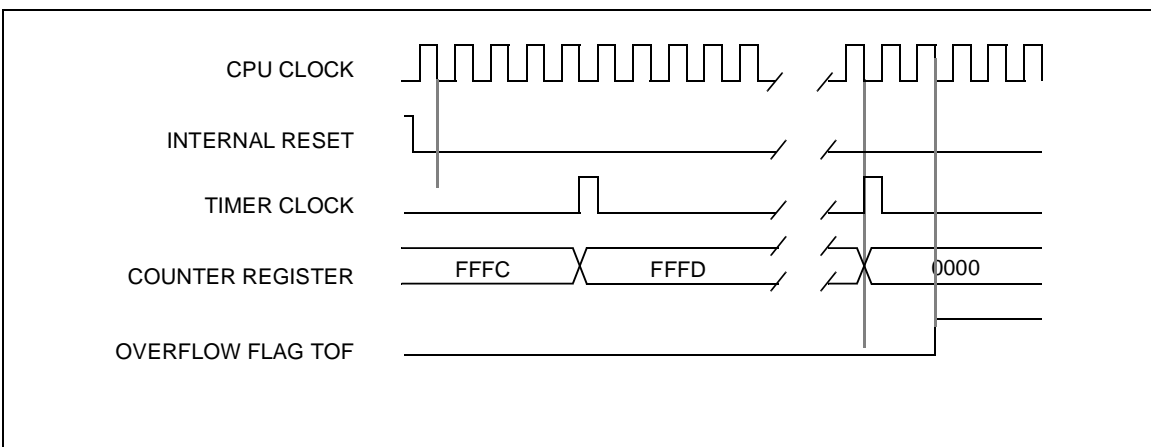 CPU CLOCK
INTERNAL RESET
TIMER CLOCK
COUNTER REGISTER FFFC FFFD 0000
OVERFLOW FLAG TOF